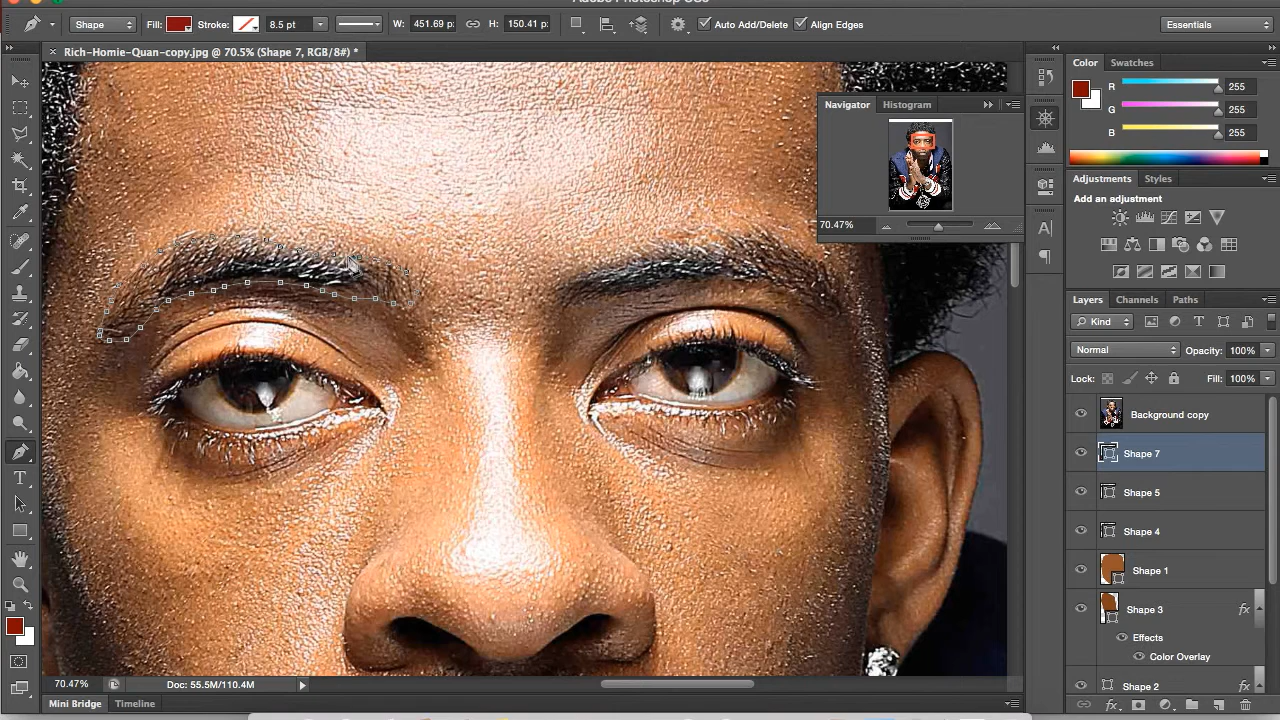 Shape Fill: Stroke: 8.5 pt W: 451.69 p: H: 150.41 p: Auto Add/Delete Align Edges Essentials
× Rich-Homie-Quan-copy.jpg @ 70.5% (Shape 7, RGB/8#) *
Color Swatches
R 255
G 255
B 255
Navigator Histogram
70.47%
Adjustments Styles
Add an adjustment
Layers Channels Paths
Kind
Normal Opacity: 100%
Lock: Fill: 100%
Background copy
Shape 7
Shape 5
Shape 4
Shape 1
Shape 3 fx
Effects
Color Overlay
Shape 2 fx
70.47% Doc: 55.5M/110.4M
Mini Bridge Timeline